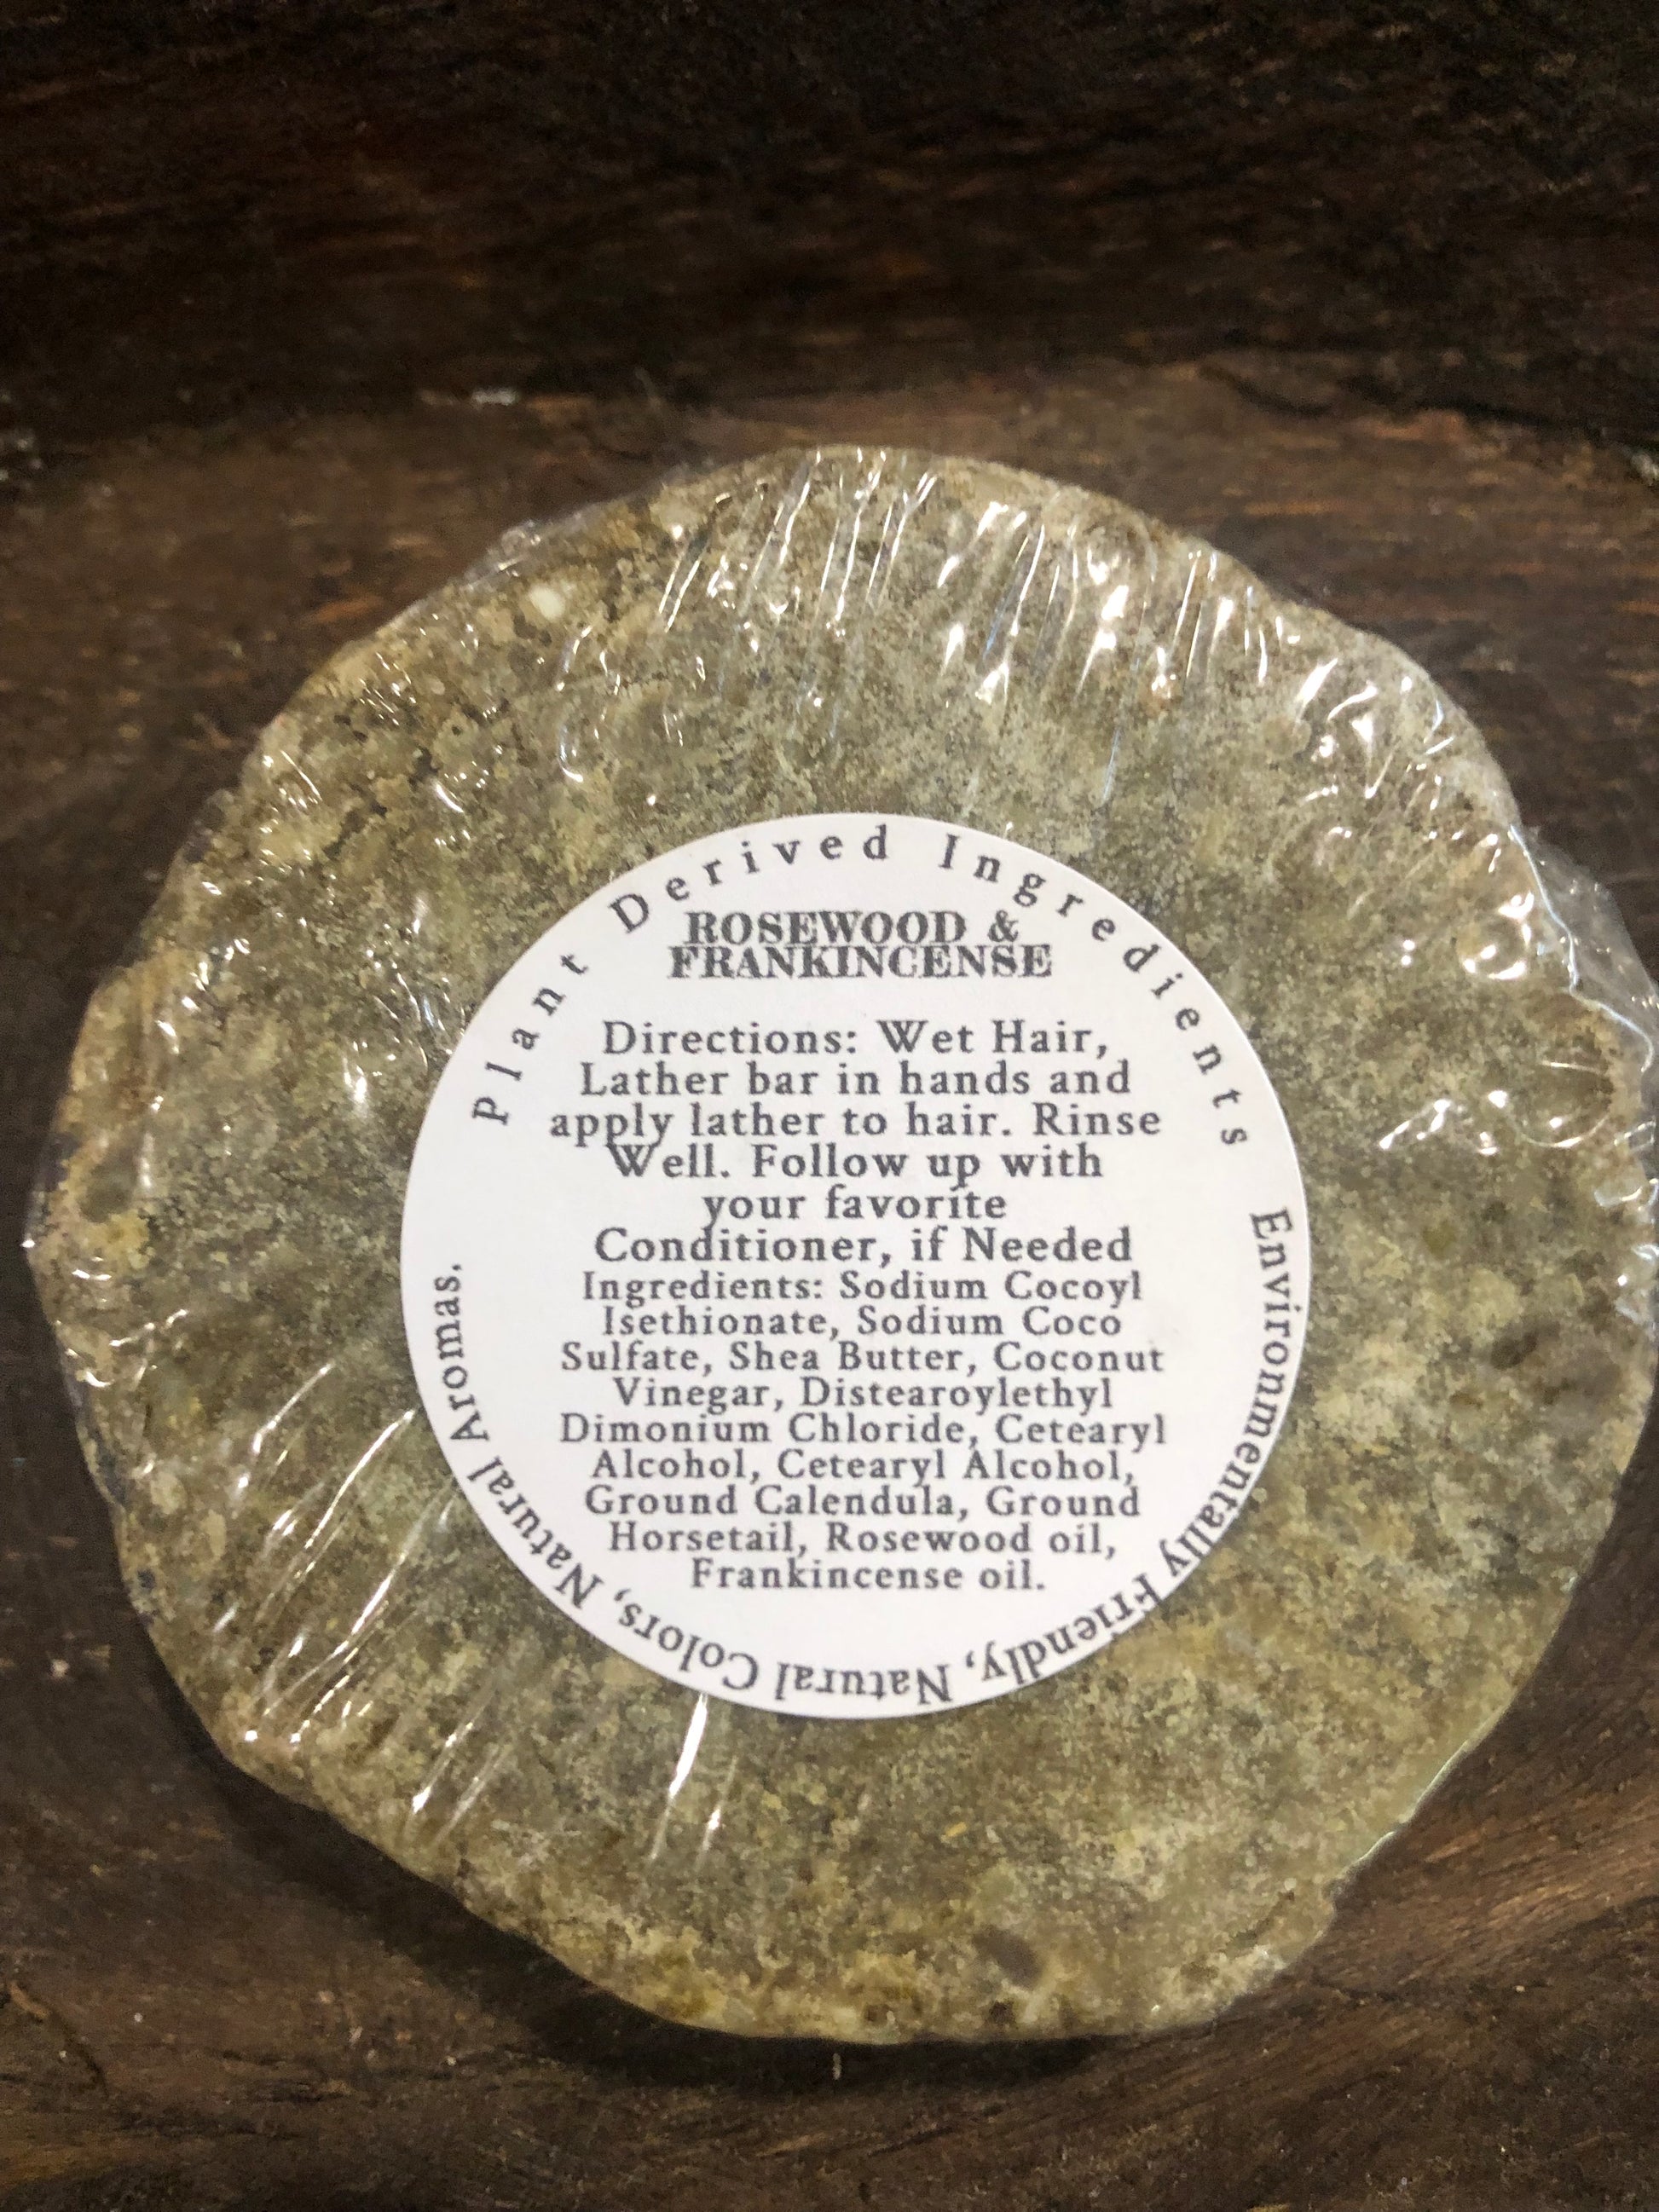 Plant Derived Ingredients
ROSEWOOD &
FRANKINCENSE
Directions: Wet Hair,
Lather bar in hands and
apply lather to hair. Rinse
Well. Follow up with
your favorite
Conditioner, if Needed
Ingredients: Sodium Cocoyl
Isethionate, Sodium Coco
Sulfate, Shea Butter, Coconut
Vinegar, Distearoylethyl
Dimonium Chloride, Cetearyl
Alcohol, Cetearyl Alcohol,
Ground Calendula, Ground
Horsetail, Rosewood oil,
Frankincense oil.
Environmentally Friendly, Natural Colors, Natural Aromas.